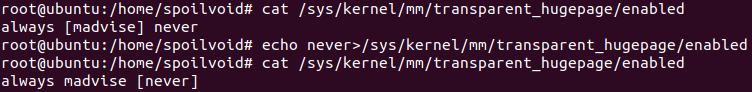 root@ubuntu:/home/spoilvoid# cat /sys/kernel/mm/transparent_hugepage/enabled
always [madvise] never
root@ubuntu:/home/spoilvoid# echo never>/sys/kernel/mm/transparent_hugepage/enabled
root@ubuntu:/home/spoilvoid# cat /sys/kernel/mm/transparent_hugepage/enabled
always madvise [never]